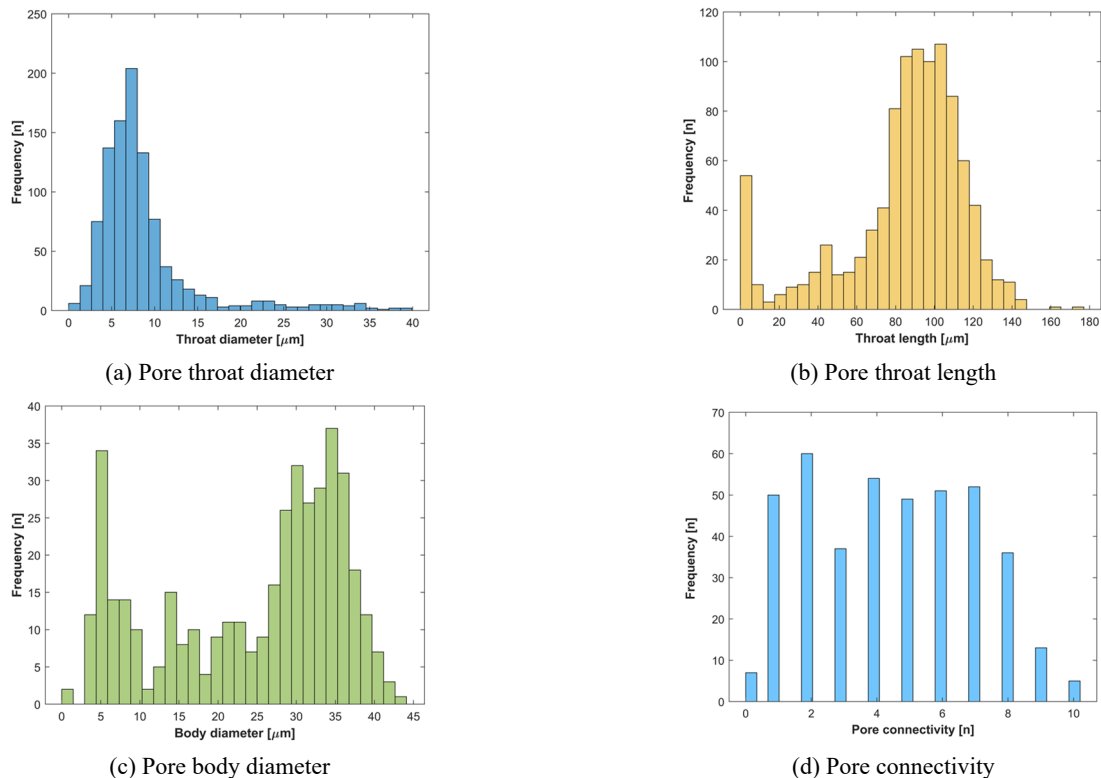 250
200
150
100
50
0
Frequency [n]
0 5 10 15 20 25 30 35 40
Throat diameter [μm]
(a) Pore throat diameter
120
100
80
60
40
20
0
Frequency [n]
0 20 40 60 80 100 120 140 160 180
Throat length [μm]
(b) Pore throat length
40
35
30
25
20
15
10
5
0
Frequency [n]
0 5 10 15 20 25 30 35 40 45
Body diameter [μm]
(c) Pore body diameter
70
60
50
40
30
20
10
0
Frequency [n]
0 2 4 6 8 10
Pore connectivity [n]
(d) Pore connectivity